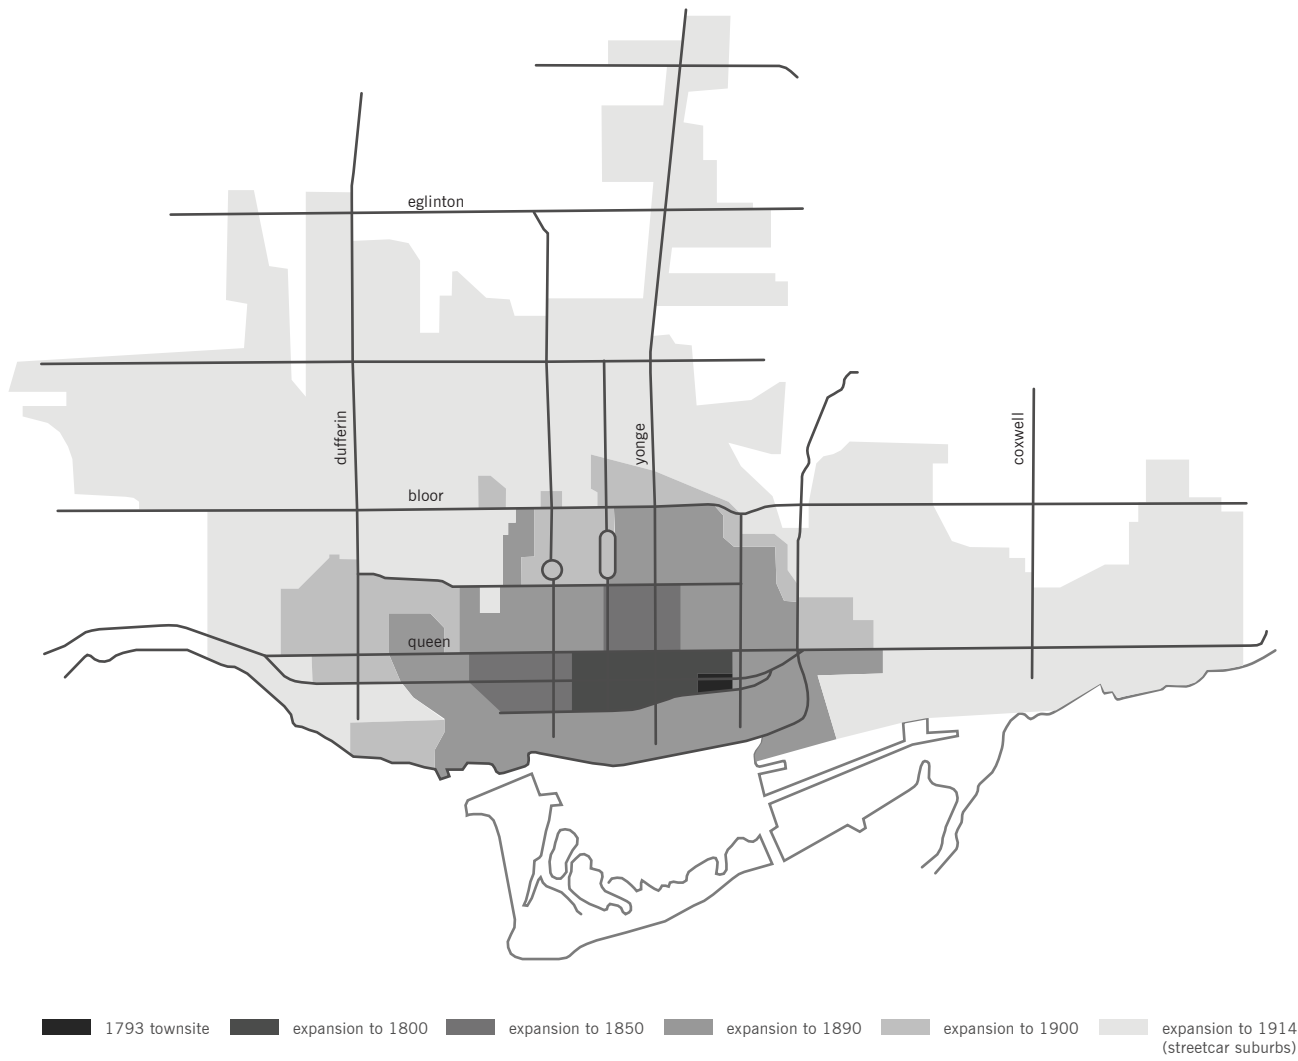 eglinton
dufferin
yonge
coxwell
bloor
queen
1793 townsite
expansion to 1800
expansion to 1850
expansion to 1890
expansion to 1900
expansion to 1914
(streetcar suburbs)